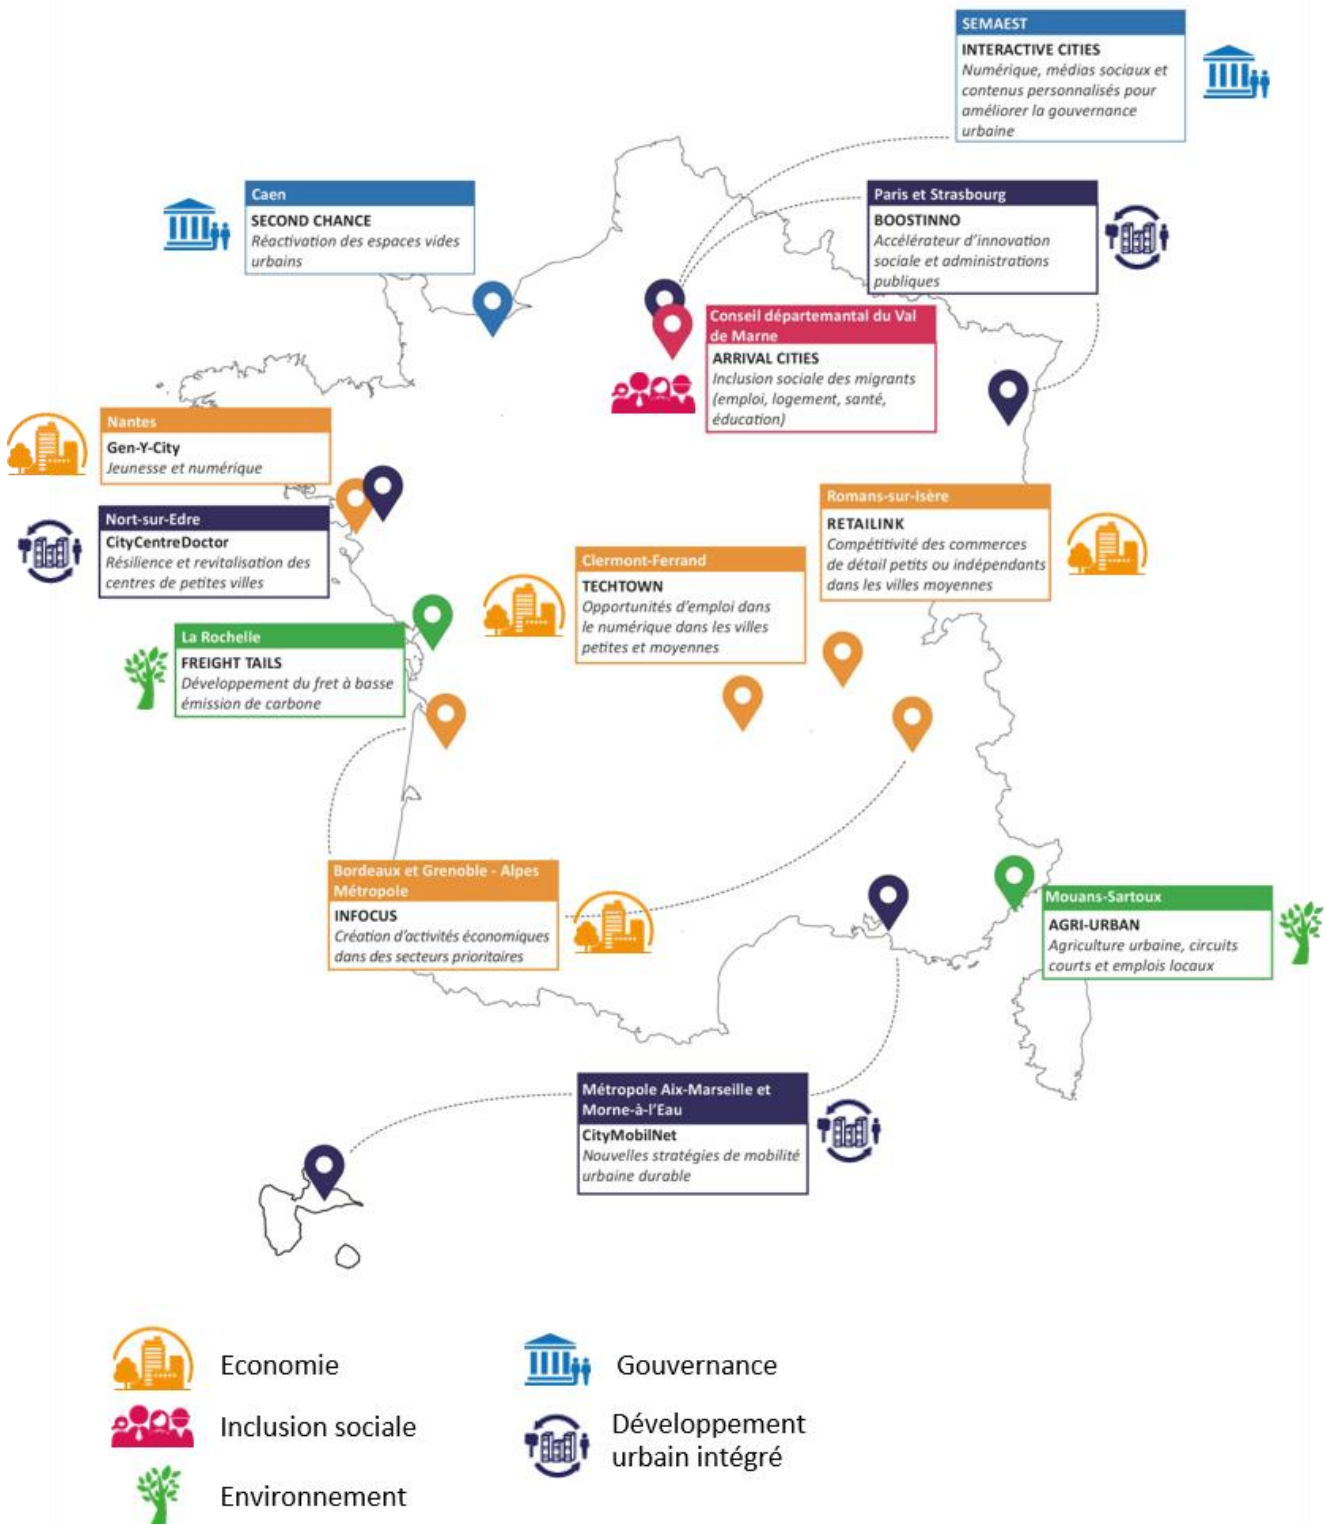 SEMAEST
INTERACTIVE CITIES
Numérique, médias sociaux et
contenus personnalisés pour
améliorer la gouvernance
urbaine
Caen
SECOND CHANCE
Réactivation des espaces vides
urbains
Paris et Strasbourg
BOOSTINNO
Accélérateur d'innovation
sociale et administrations
publiques
Conseil départemantal du Val
de Marne
ARRIVAL CITIES
Inclusion sociale des migrants
(emploi, logement, santé,
éducation)
Nantes
Gen-Y-City
Jeunesse et numérique
Nort-sur-Edre
CityCentreDoctor
Résilience et revitalisation des
centres de petites villes
Romans-sur-Isère
RETAILINK
Compétitivité des commerces
de détail petits ou indépendants
dans les villes moyennes
Clermont-Ferrand
TECHTOWN
Opportunités d'emploi dans
le numérique dans les villes
petites et moyennes
La Rochelle
FREIGHT TAILS
Développement du fret à basse
émission de carbone
Bordeaux et Grenoble - Alpes
Métropole
INFOCUS
Création d'activités économiques
dans des secteurs prioritaires
Mouans-Sartoux
AGRI-URBAN
Agriculture urbaine, circuits
courts et emplois locaux
Métropole Aix-Marseille et
Morne-à-l'Eau
CityMobilNet
Nouvelles stratégies de mobilité
urbaine durable
Economie
Inclusion sociale
Environnement
Gouvernance
Développement
urbain intégré